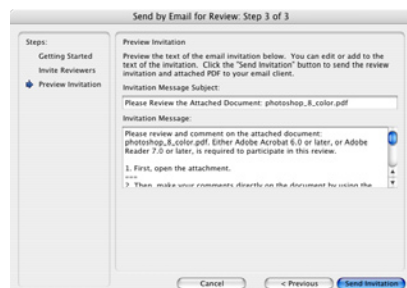 Send by Email for Review: Step 3 of 3
Steps:
Getting Started
Invite Reviewers
Preview Invitation
Preview Invitation
Preview the text of the email invitation below. You can edit or add to the
text of the invitation. Click the "Send Invitation" button to send the review
invitation and attached PDF to your email client.
Invitation Message Subject:
Please Review the Attached Document: photoshop_8_color.pdf
Invitation Message:
Please review and comment on the attached document:
photoshop_8_color.pdf. Either Adobe Acrobat 6.0 or later, or Adobe
Reader 7.0 or later, is required to participate in this review.
1. First, open the attachment.
===
2. Then, make your comments directly on the document by using the
Cancel
< Previous
Send Invitation